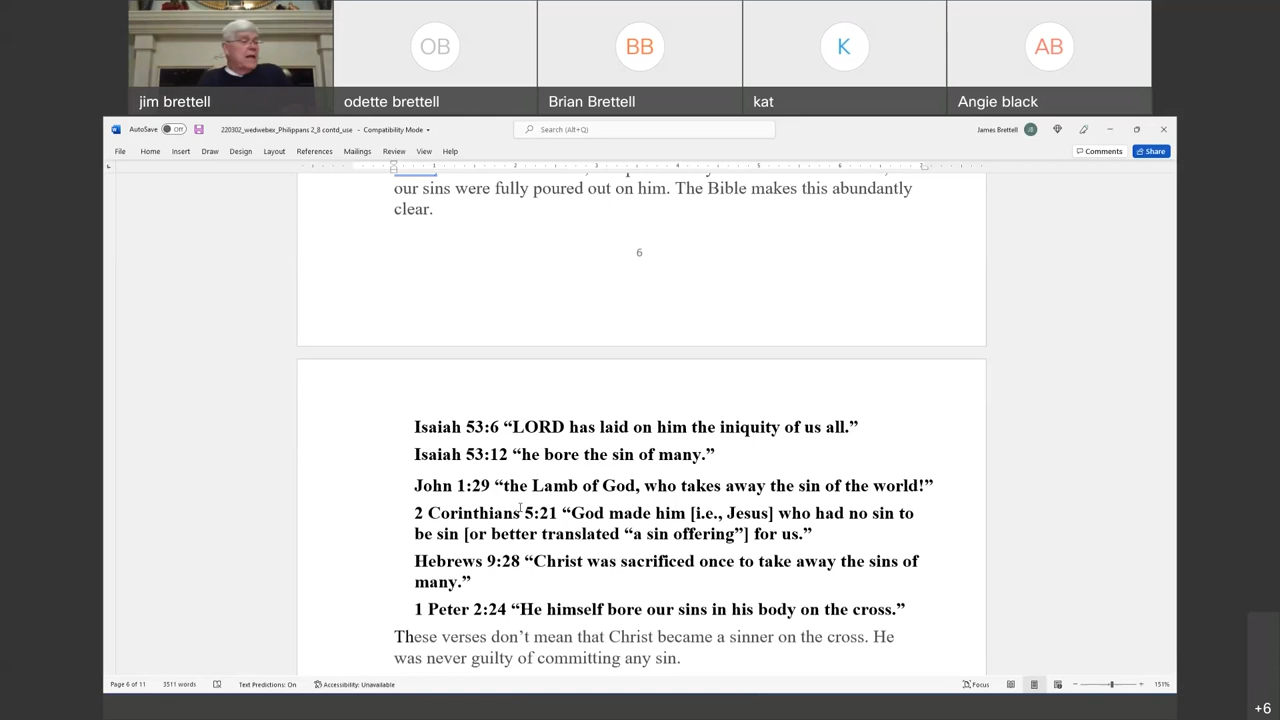 OB
BB
K
AB
jim brettell
odette brettell
Brian Brettell
kat
Angie black
AutoSave
Off
220302_wedwebex_Philippans 2_8 contd_use - Compatibility Mode
Search (Alt+Q)
James Brettell
File Home Insert Draw Design Layout References Mailings Review View Help
Comments
Share
our sins were fully poured out on him. The Bible makes this abundantly
clear.
6
Isaiah 53:6 “LORD has laid on him the iniquity of us all.”
Isaiah 53:12 “he bore the sin of many.”
John 1:29 “the Lamb of God, who takes away the sin of the world!”
2 Corinthians 5:21 “God made him [i.e., Jesus] who had no sin to
be sin [or better translated “a sin offering”] for us.”
Hebrews 9:28 “Christ was sacrificed once to take away the sins of
many.”
1 Peter 2:24 “He himself bore our sins in his body on the cross.”
These verses don’t mean that Christ became a sinner on the cross. He
was never guilty of committing any sin.
Page 6 of 11
3511 words
Text Predictions: On
Accessibility: Unavailable
Focus
151%
+6